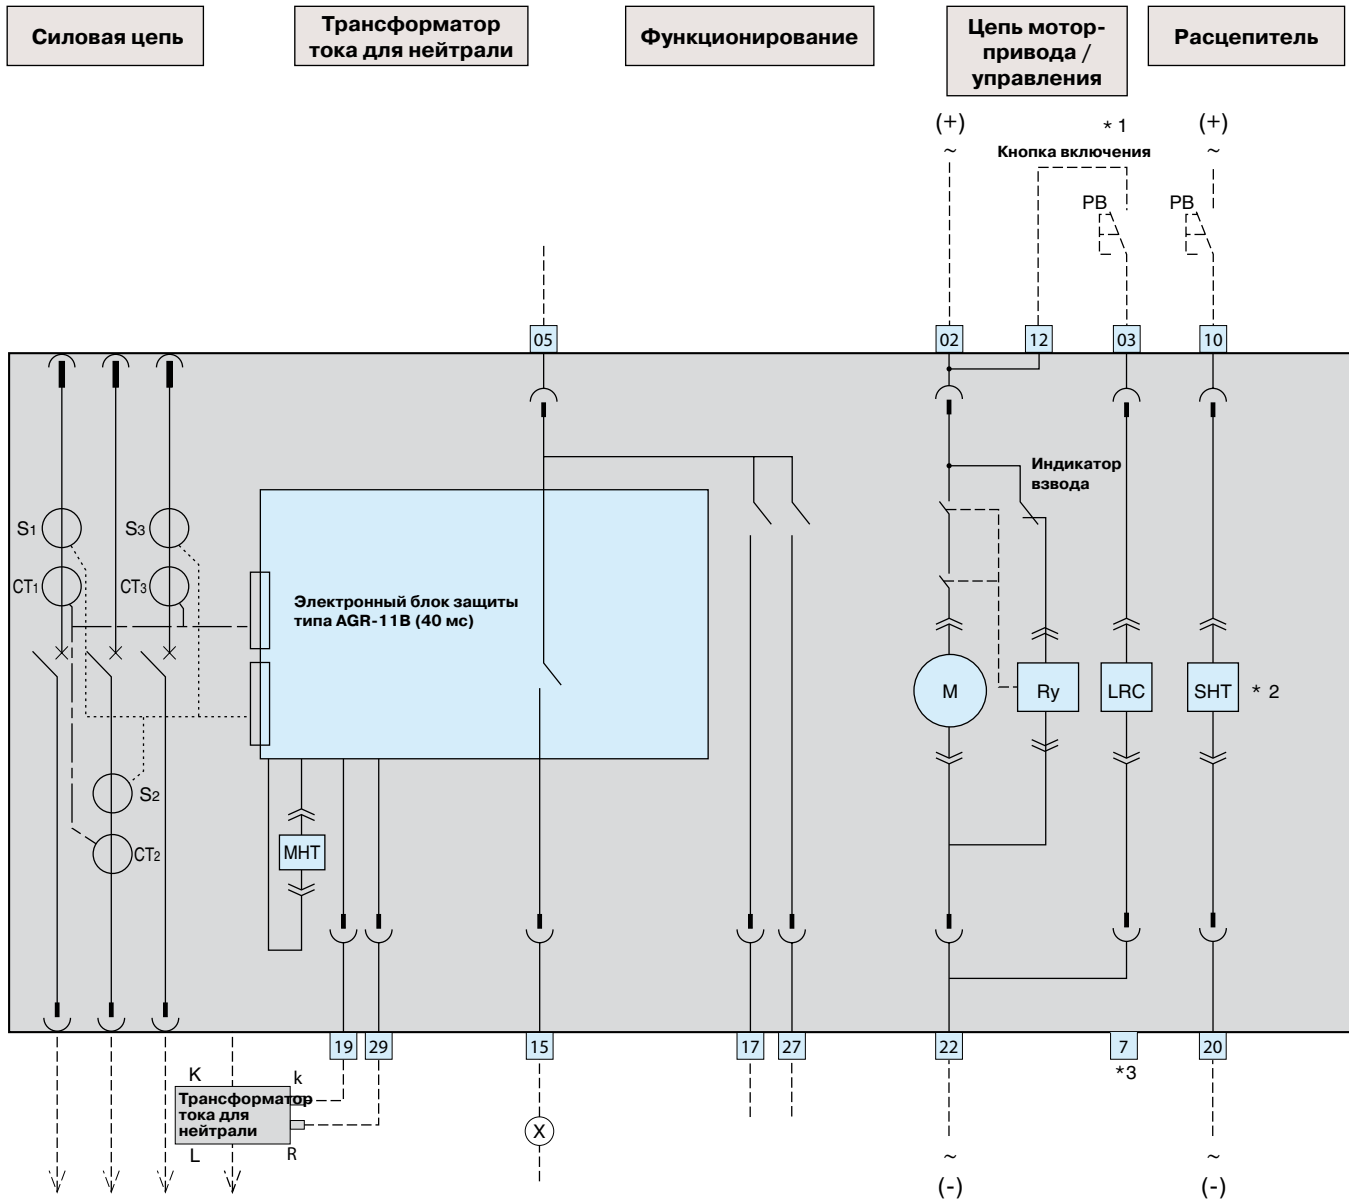 Силовая цепь
Трансформатор
тока для нейтрали
Функционирование
Цепь мотор-
привода /
управления
Расцепитель
(+)
* 1
(+)
~
Кнопка включения
~
PB
PB
05
02
12
03
10
Индикатор
взвода
S1
S3
CT1
CT3
Электронный блок защиты
типа AGR-11B (40 мс)
M
Ry
LRC
SHT
* 2
S2
CT2
MHT
19
29
15
17
27
22
7
20
*3
K
k
Трансформатор
тока для
нейтрали
L
R
X
~
~
(-)
(-)